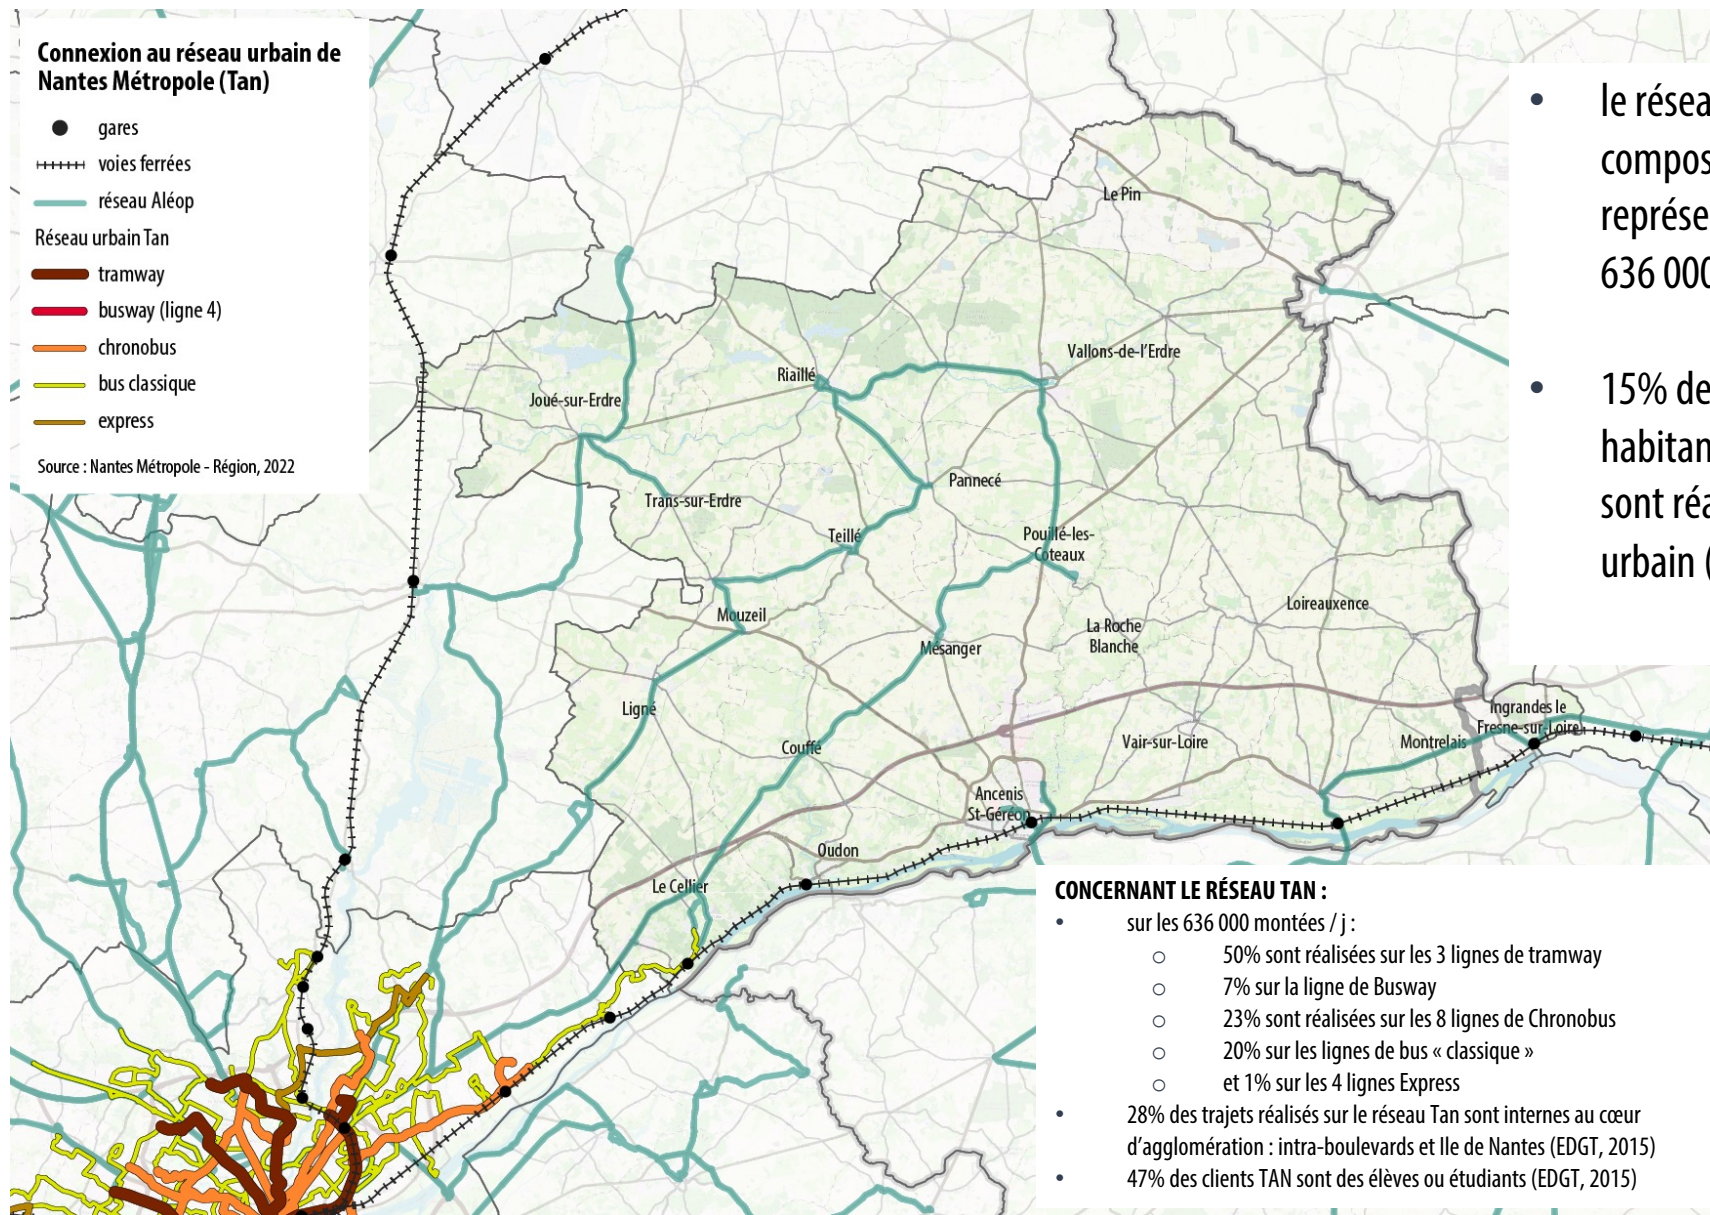 Connexion au réseau urbain de
Nantes Métropole (Tan)
gares
voies ferrées
réseau Aléop
Réseau urbain Tan
tramway
busway (ligne 4)
chronobus
bus classique
express
Source : Nantes Métropole - Région, 2022
le résea
compos
représe
636 000
15% de
habitan
sont réa
urbain (
Le Pin
Vallons-de-l'Erdre
Riaillé
Joué-sur-Erdre
Pannecé
Trans-sur-Erdre
Teillé
Pouillé-les-
Coteaux
Loireauxence
Mouzeil
La Roche
Blanche
Mésanger
Ligné
Ingrandes le
Fresne-sur-Loire
Couffé
Vair-sur-Loire
Montrelais
Ancenis
St-Géréon
Oudon
Le Cellier
CONCERNANT LE RÉSEAU TAN :
• sur les 636 000 montées / j :
○ 50% sont réalisées sur les 3 lignes de tramway
○ 7% sur la ligne de Busway
○ 23% sont réalisées sur les 8 lignes de Chronobus
○ 20% sur les lignes de bus « classique »
○ et 1% sur les 4 lignes Express
• 28% des trajets réalisés sur le réseau Tan sont internes au cœur
d'agglomération : intra-boulevards et Ile de Nantes (EDGT, 2015)
• 47% des clients TAN sont des élèves ou étudiants (EDGT, 2015)